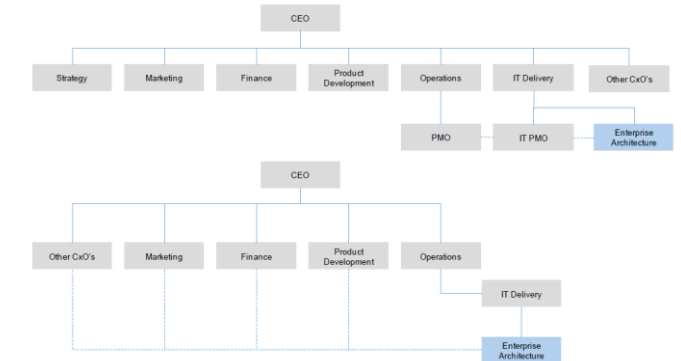 CEO
Strategy
Marketing
Finance
Product
Development
Operations
IT Delivery
Other CxO's
PMO
IT PMO
Enterprise
Architecture
CEO
Other CxO's
Marketing
Finance
Product
Development
Operations
IT Delivery
Enterprise
Architecture